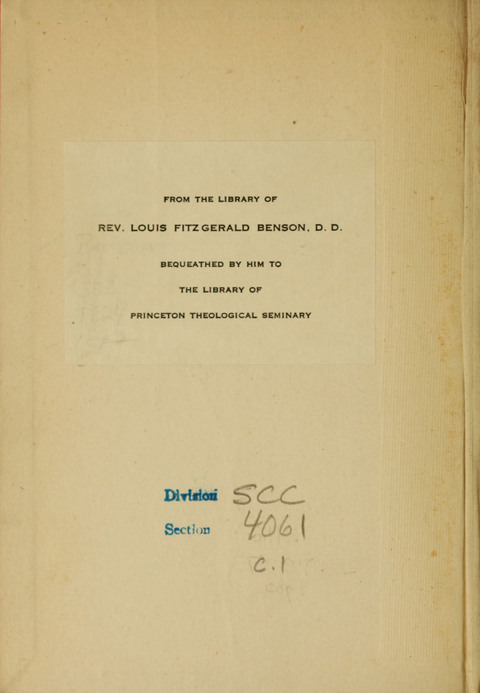 FROM THE LIBRARY OF
REV. LOUIS FITZGERALD BENSON, D. D.
BEQUEATHED BY HIM TO
THE LIBRARY OF
PRINCETON THEOLOGICAL SEMINARY
Division SCC
Section 4061
c.1